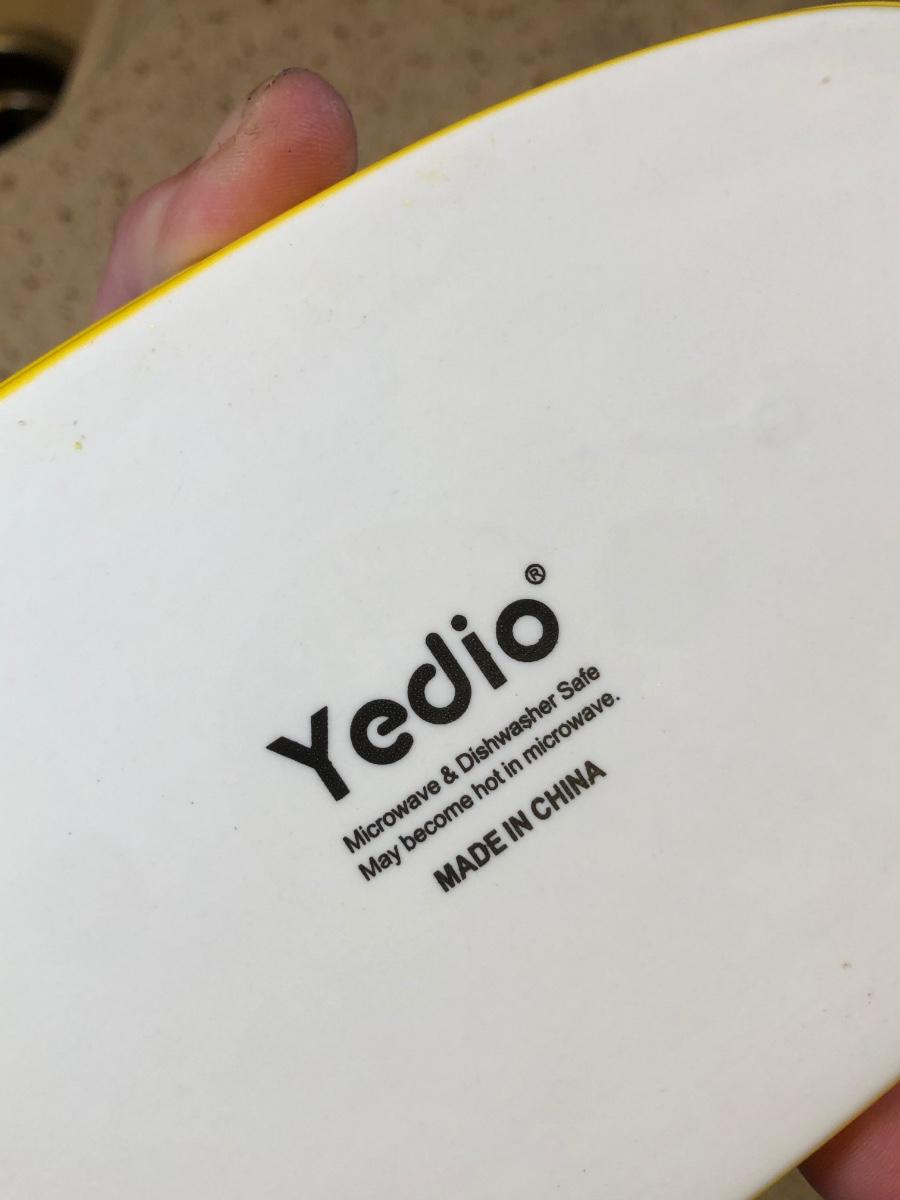 Yedio®
Microwave & Dishwasher Safe
May become hot in microwave.
MADE IN CHINA